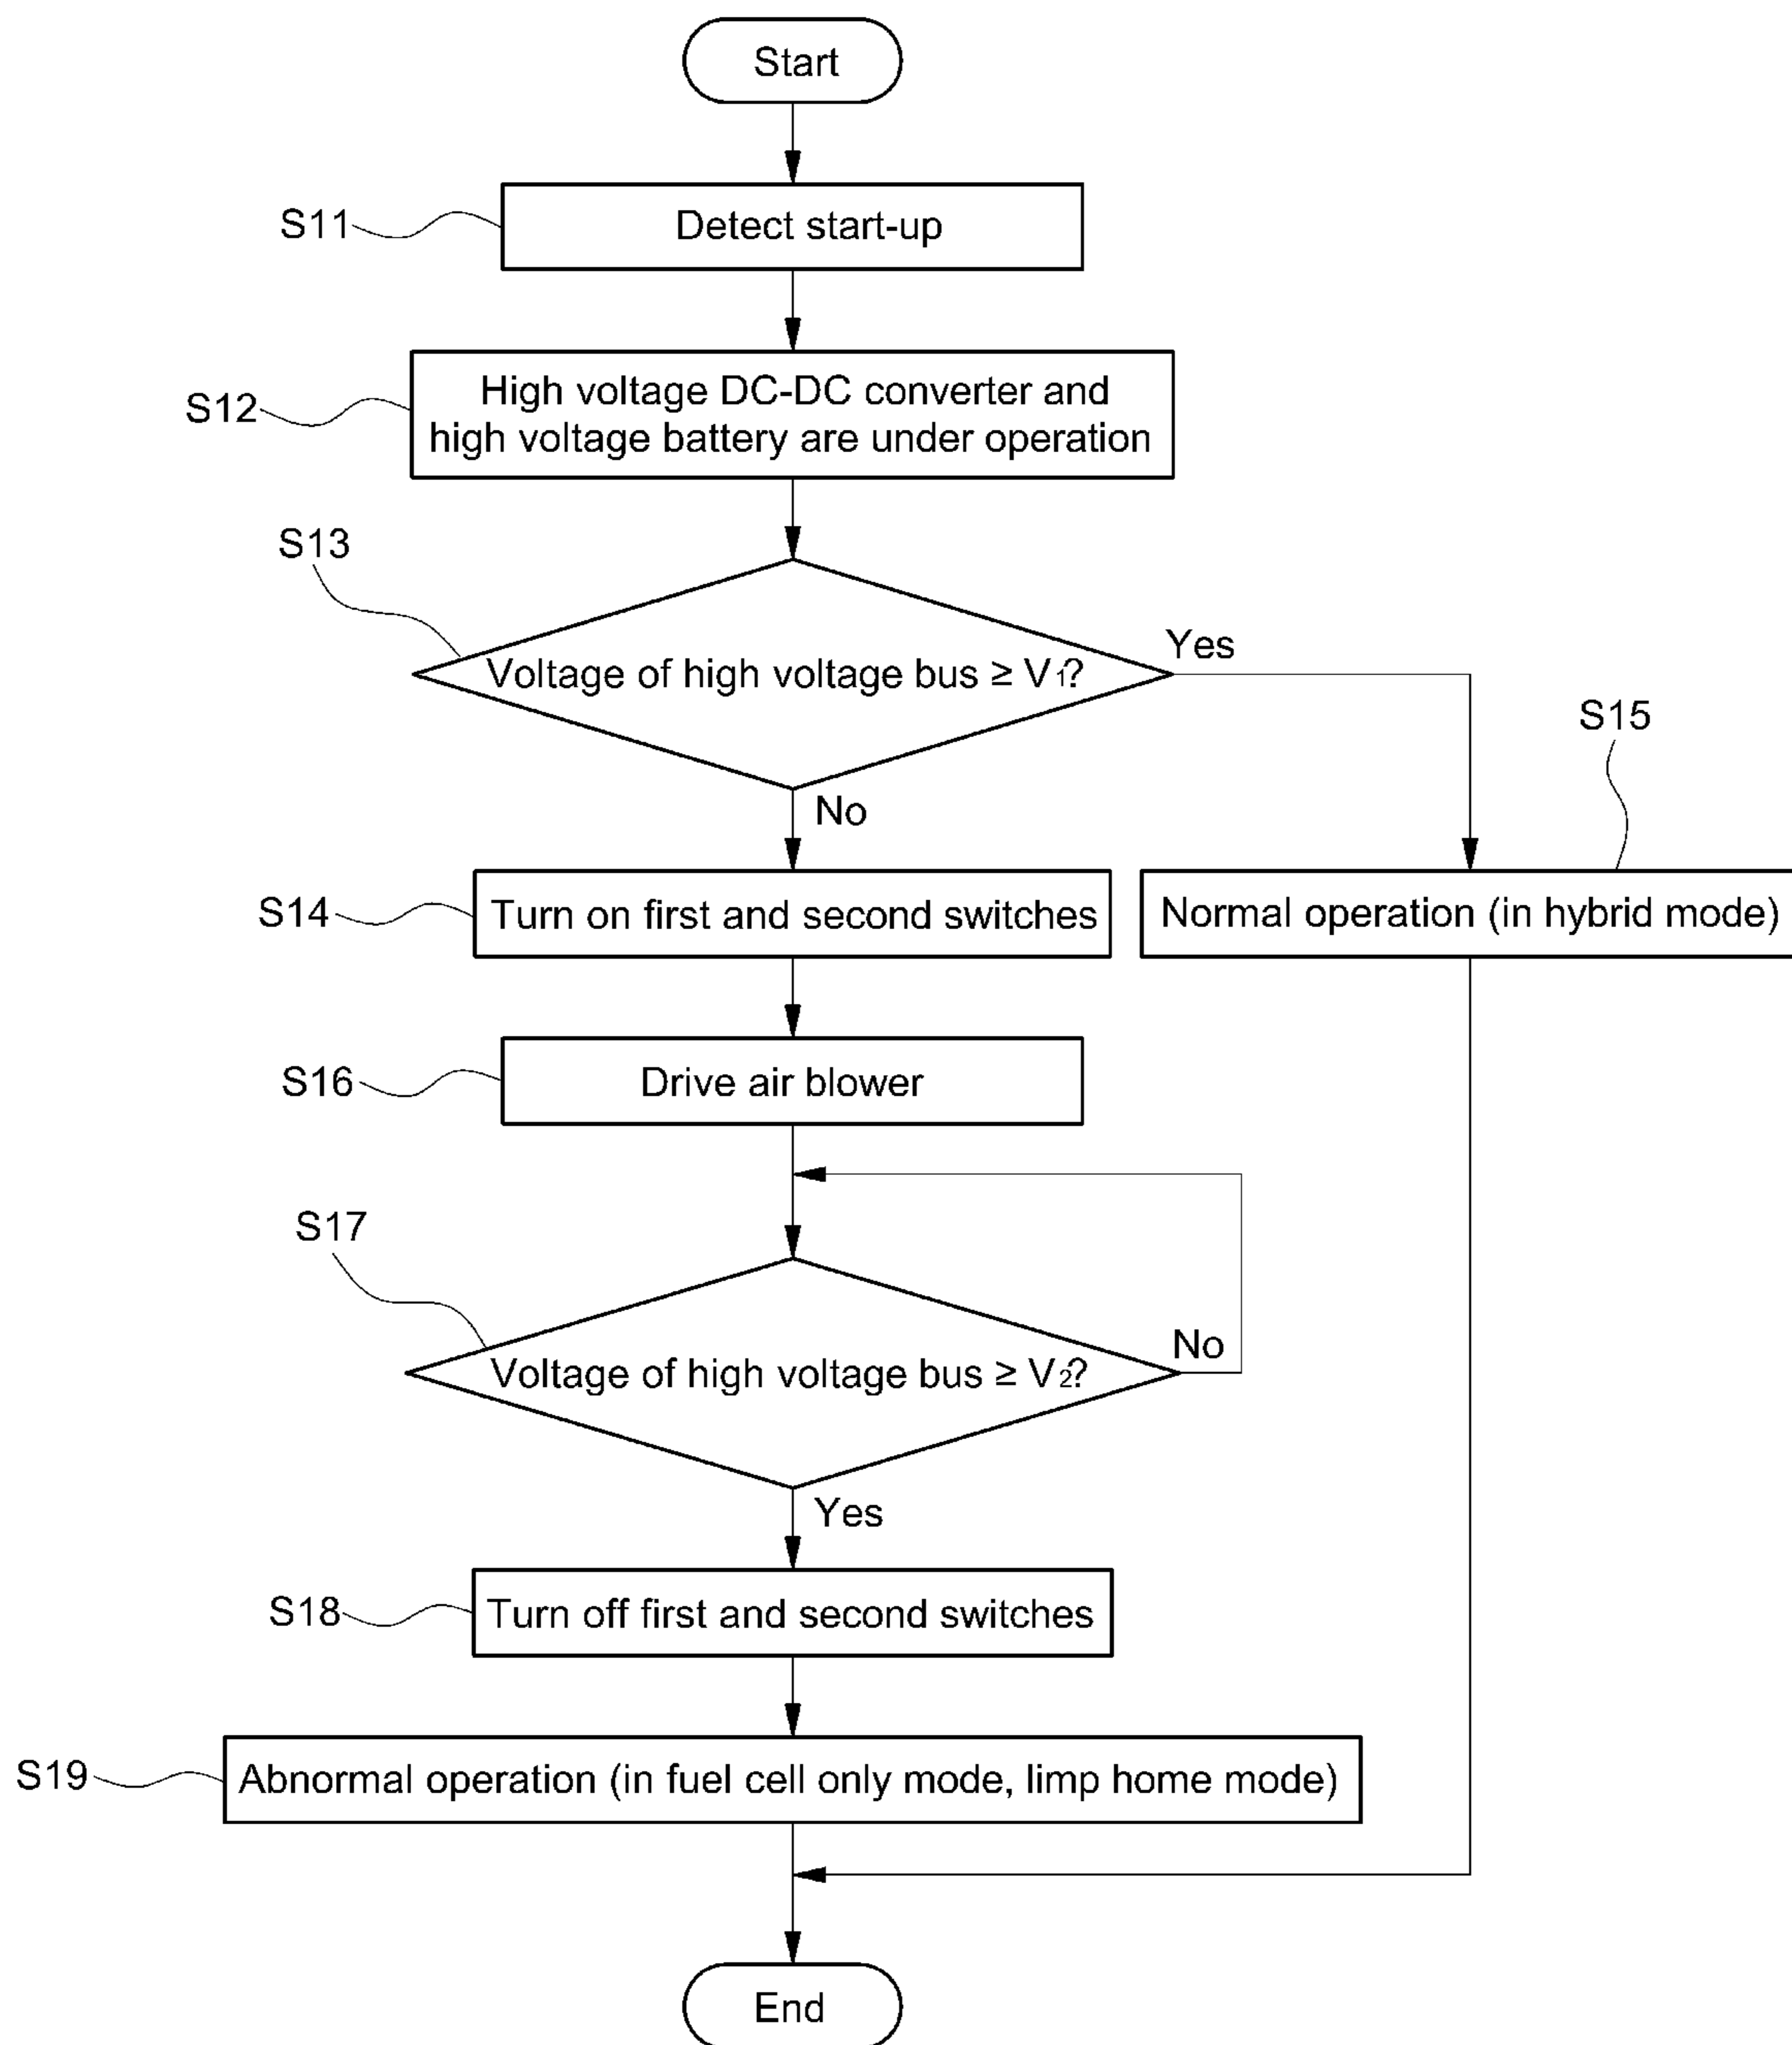 Start
S11
Detect start-up
S12
High voltage DC-DC converter and
high voltage battery are under operation
S13
Voltage of high voltage bus ≥ V₁?
Yes
No
S15
S14
Turn on first and second switches
Normal operation (in hybrid mode)
S16
Drive air blower
S17
Voltage of high voltage bus ≥ V₂?
No
Yes
S18
Turn off first and second switches
S19
Abnormal operation (in fuel cell only mode, limp home mode)
End